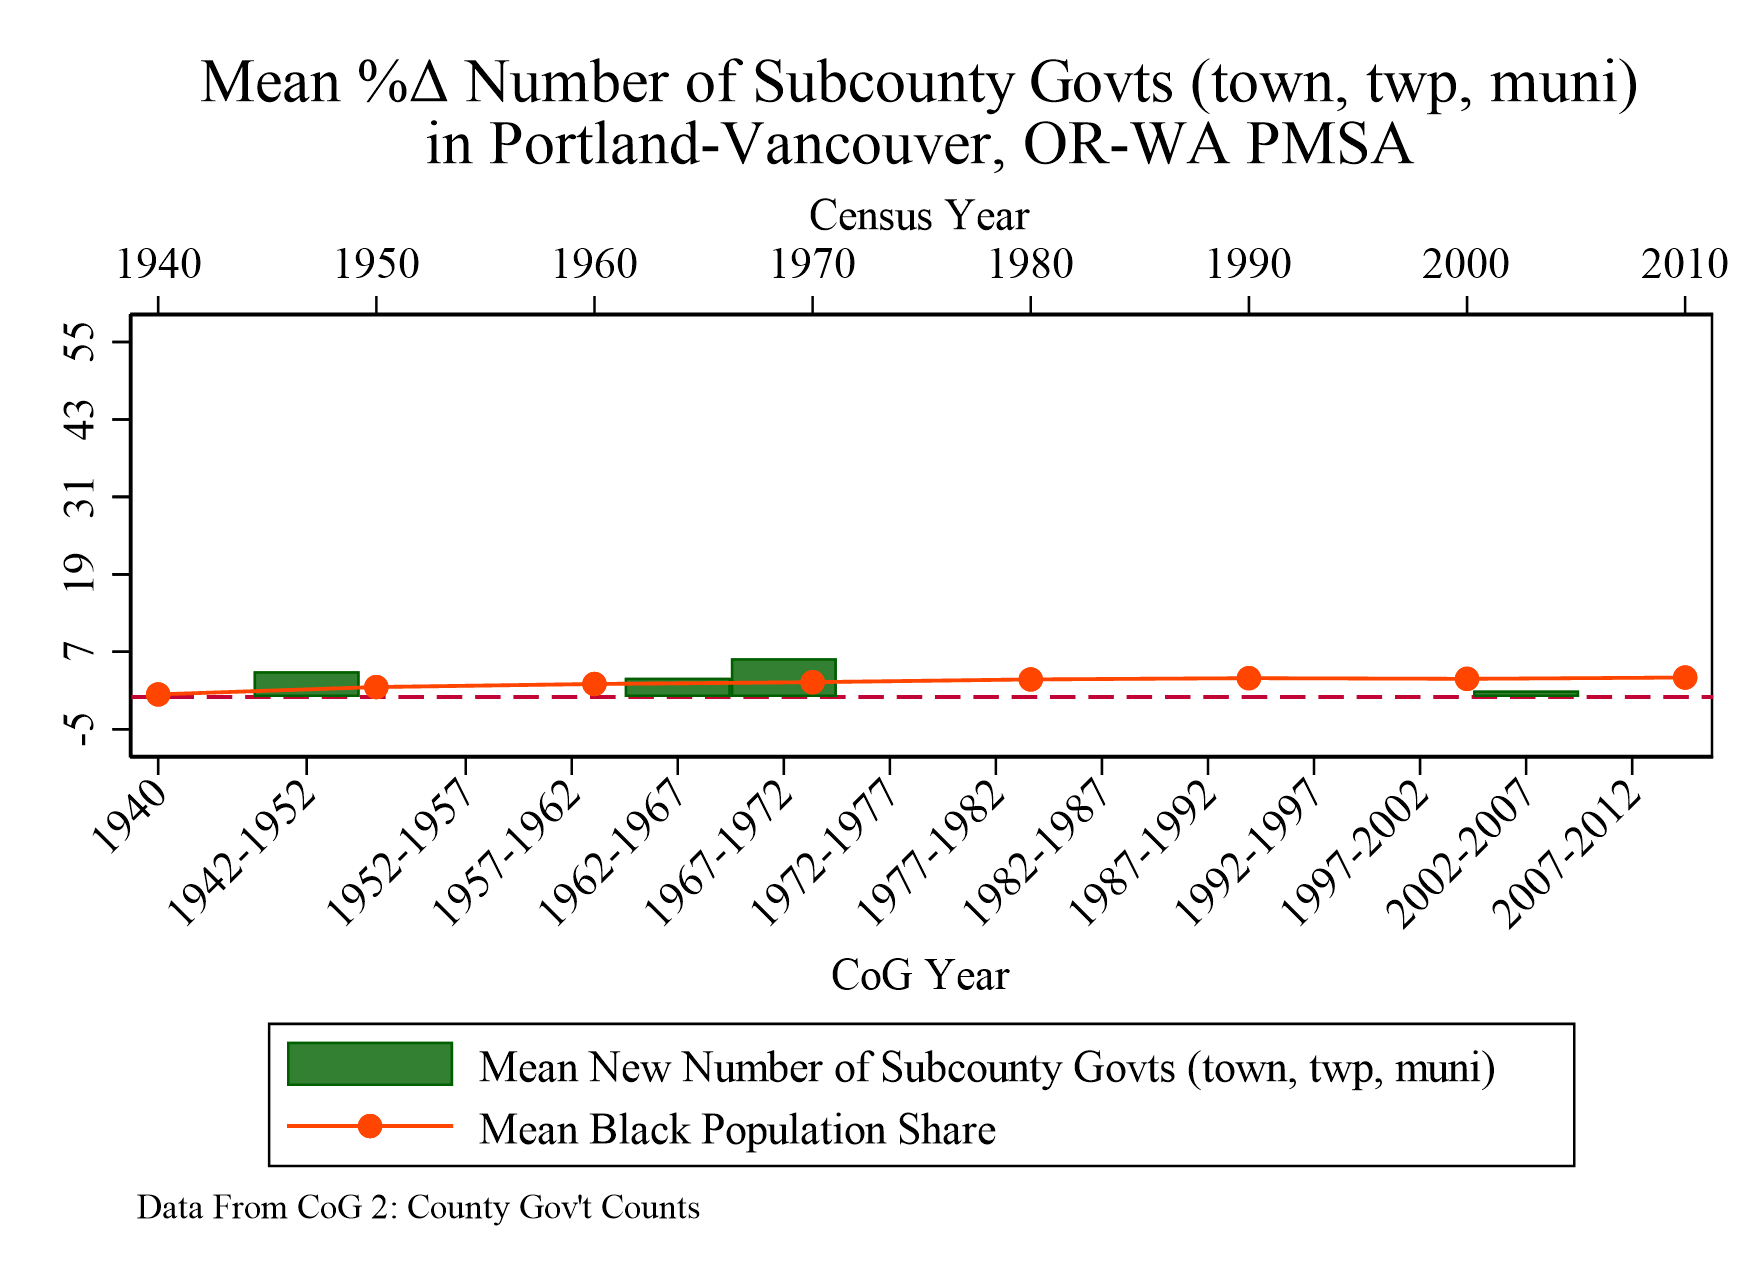 Mean %Δ Number of Subcounty Govts (town, twp, muni)
in Portland-Vancouver, OR-WA PMSA
Census Year
1940 1950 1960 1970 1980 1990 2000 2010
55
43
31
19
7
-5
1940 1942-1952 1952-1957 1957-1962 1962-1967 1967-1972 1972-1977 1977-1982 1982-1987 1987-1992 1992-1997 1997-2002 2002-2007 2007-2012
CoG Year
Mean New Number of Subcounty Govts (town, twp, muni)
Mean Black Population Share
Data From CoG 2: County Gov't Counts